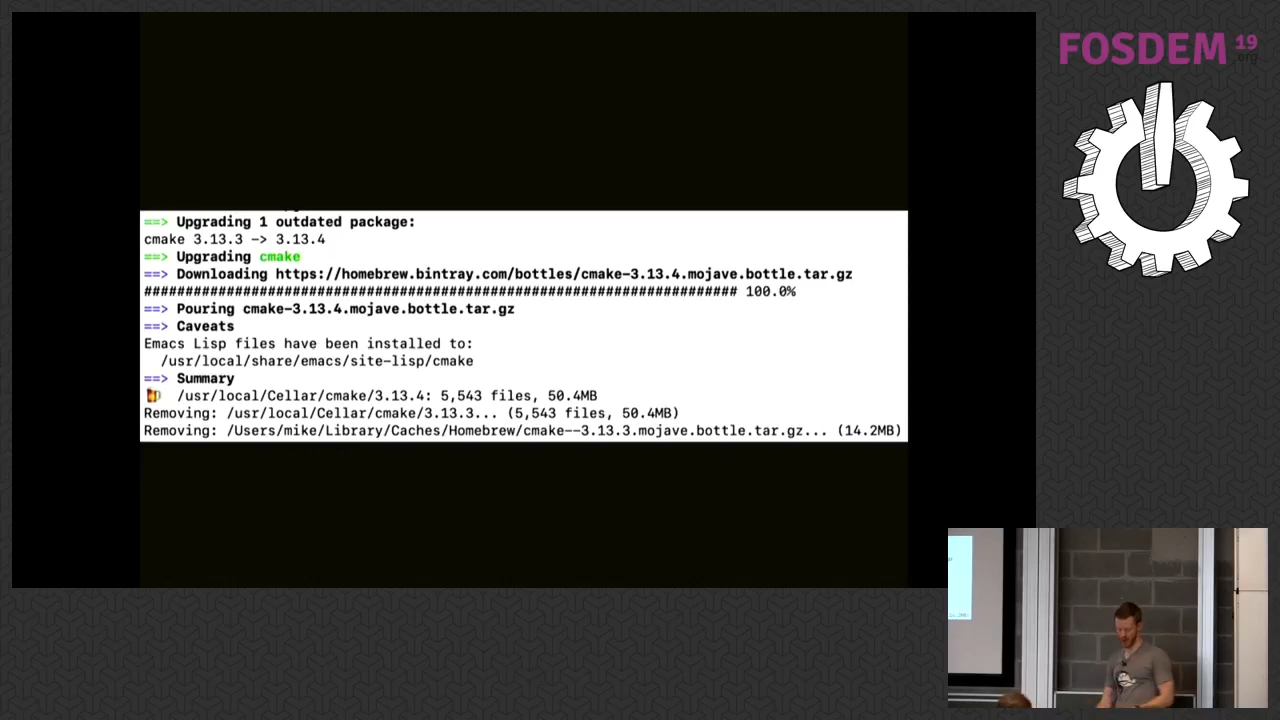 FOSDEM 19
.org
==> Upgrading 1 outdated package:
cmake 3.13.3 -> 3.13.4
==> Upgrading cmake
==> Downloading https://homebrew.bintray.com/bottles/cmake-3.13.4.mojave.bottle.tar.gz
######################################################################## 100.0%
==> Pouring cmake-3.13.4.mojave.bottle.tar.gz
==> Caveats
Emacs Lisp files have been installed to:
  /usr/local/share/emacs/site-lisp/cmake
==> Summary
🍺  /usr/local/Cellar/cmake/3.13.4: 5,543 files, 50.4MB
Removing: /usr/local/Cellar/cmake/3.13.3... (5,543 files, 50.4MB)
Removing: /Users/mike/Library/Caches/Homebrew/cmake--3.13.3.mojave.bottle.tar.gz... (14.2MB)